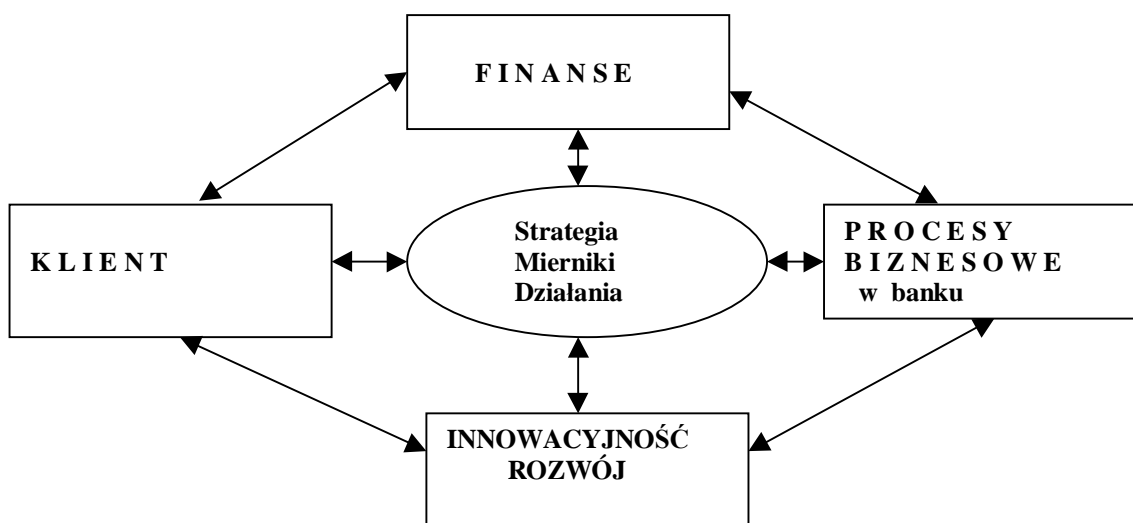 F I N A N S E
K L I E N T
Strategia
Mierniki
Działania
P R O C E S Y
B I Z N E S O W E
w banku
INNOWACYJNOŚĆ
ROZWÓJ